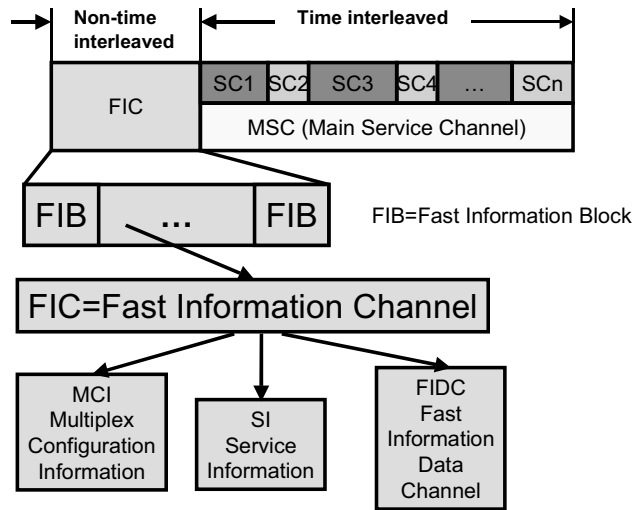 Non-time
interleaved
Time interleaved
FIC
SC1 SC2 SC3 SC4 ... SCn
MSC (Main Service Channel)
FIB ... FIB
FIB=Fast Information Block
FIC=Fast Information Channel
MCI
Multiplex
Configuration
Information
SI
Service
Information
FIDC
Fast
Information
Data
Channel